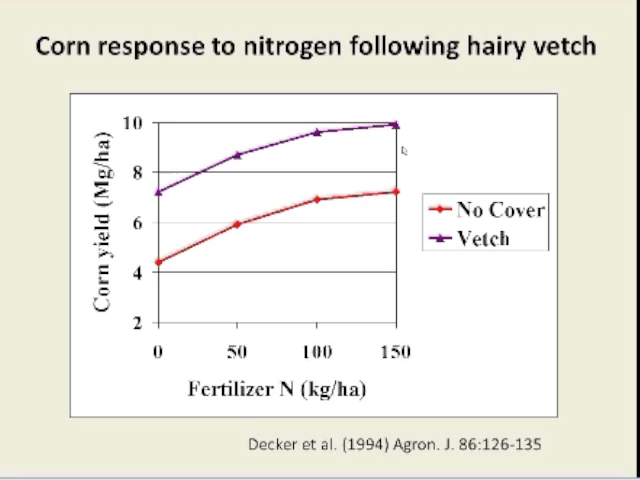 Corn response to nitrogen following hairy vetch
Corn yield (Mg/ha)
10
8
6
4
2
0 50 100 150
Fertilizer N (kg/ha)
No Cover
Vetch
Decker et al. (1994) Agron. J. 86:126-135